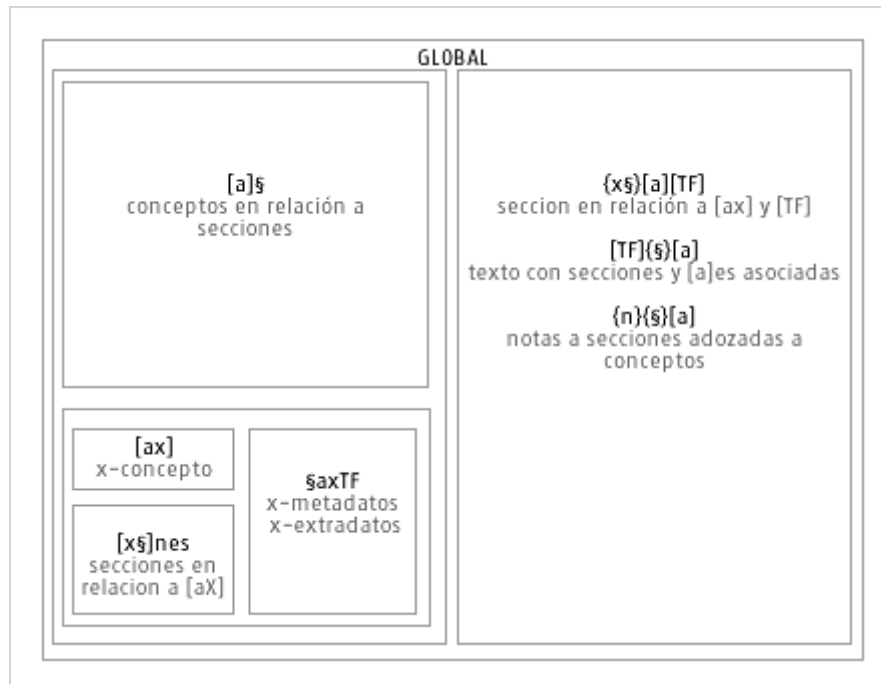 GLOBAL
[a]§
conceptos en relación a
secciones
[ax]
x-concepto
[x§]nes
secciones en
relacion a [aX]
§axTF
x-metadatos
x-extradatos
{x§}[a][TF]
seccion en relación a [ax] y [TF]
[TF]{§}[a]
texto con secciones y [a]es asociadas
{n}{§}[a]
notas a secciones adozadas a
conceptos